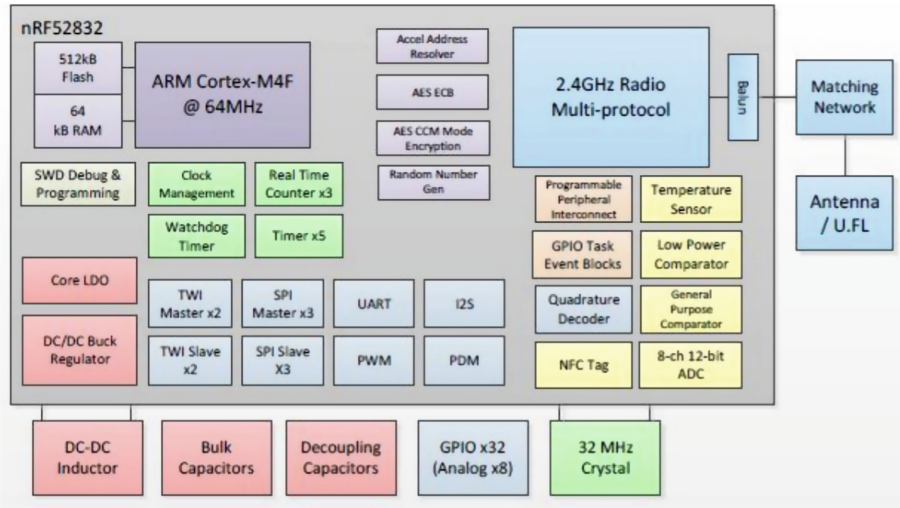 nRF52832
512kB
Flash
64
kB RAM
ARM Cortex-M4F
@ 64MHz
Accel Address
Resolver
AES ECB
AES CCM Mode
Encryption
Random Number
Gen
2.4GHz Radio
Multi-protocol
Balun
Matching
Network
Antenna
/ U.FL
SWD Debug &
Programming
Clock
Management
Real Time
Counter x3
Watchdog
Timer
Timer x5
Programmable
Peripheral
Interconnect
Temperature
Sensor
GPIO Task
Event Blocks
Low Power
Comparator
Core LDO
DC/DC Buck
Regulator
TWI
Master x2
SPI
Master x3
UART
I2S
TWI Slave
x2
SPI Slave
X3
PWM
PDM
Quadrature
Decoder
General
Purpose
Comparator
NFC Tag
8-ch 12-bit
ADC
DC-DC
Inductor
Bulk
Capacitors
Decoupling
Capacitors
GPIO x32
(Analog x8)
32 MHz
Crystal